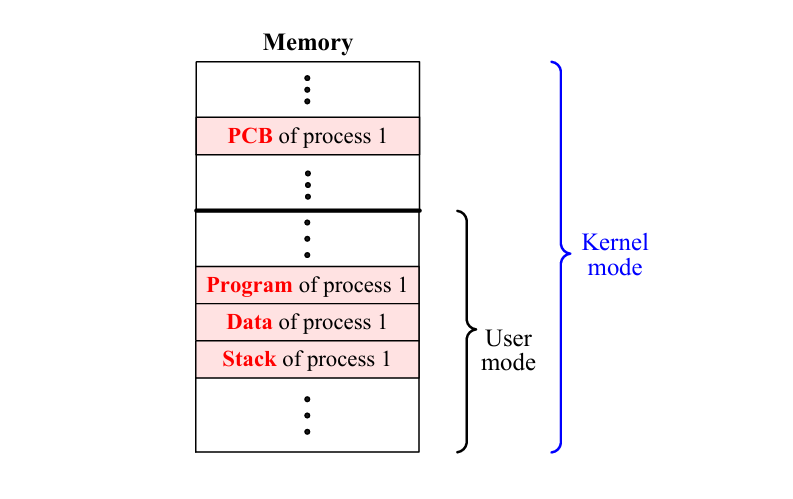 Memory
PCB of process 1
Program of process 1
Data of process 1
Stack of process 1
User
mode
Kernel
mode